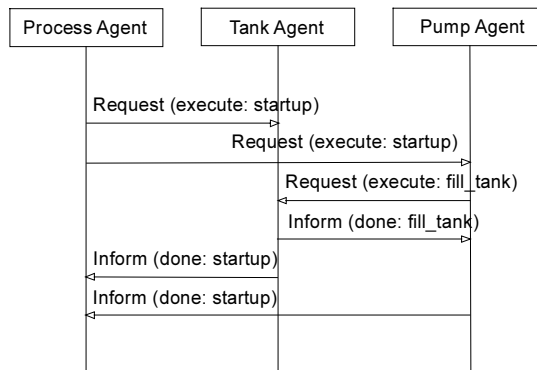 Process Agent
Tank Agent
Pump Agent
Request (execute: startup)
Request (execute: startup)
Request (execute: fill_tank)
Inform (done: fill_tank)
Inform (done: startup)
Inform (done: startup)